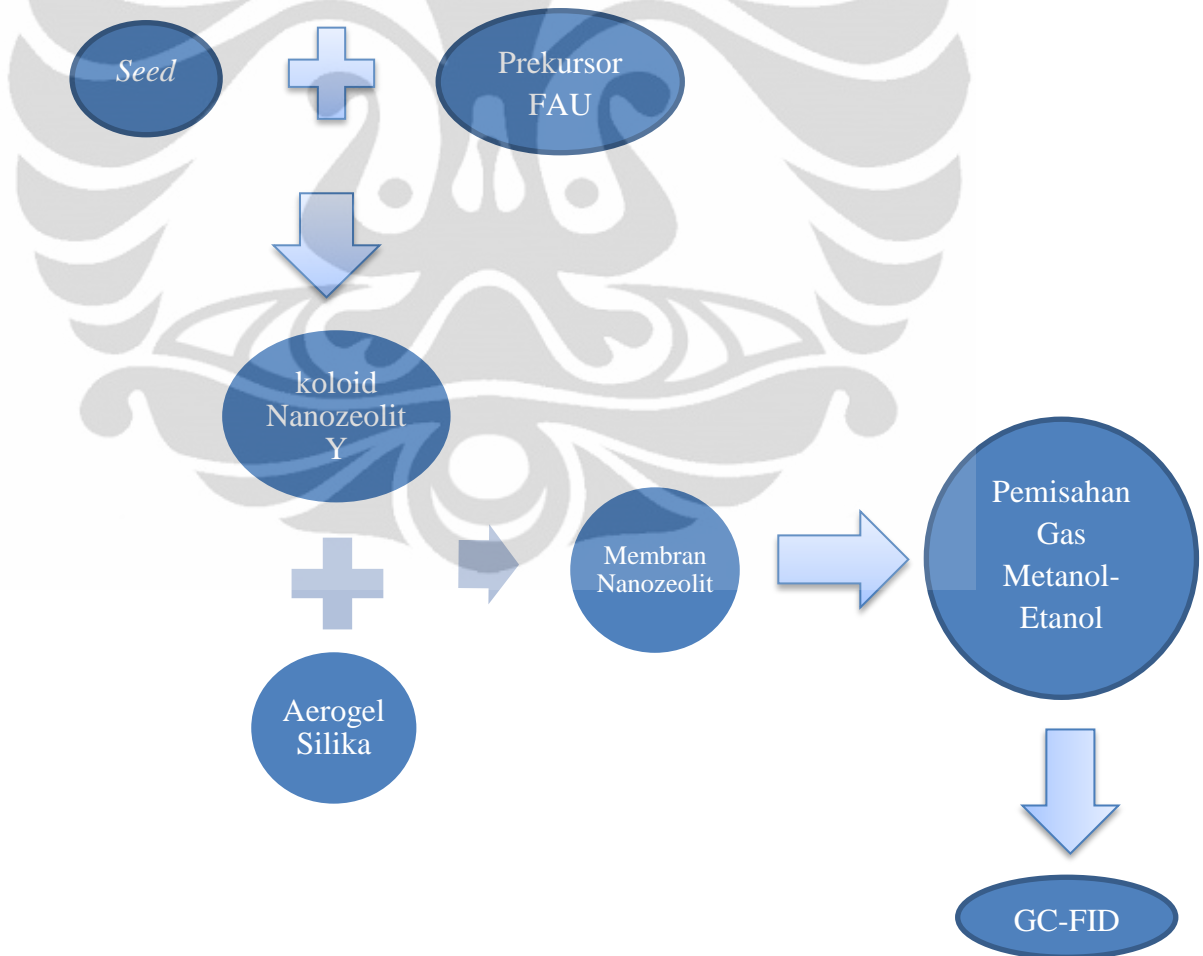 Seed
Prekursor
FAU
koloid
Nanozeolit
Y
Membran
Nanozeolit
Pemisahan
Gas
Metanol-
Etanol
Aerogel
Silika
GC-FID